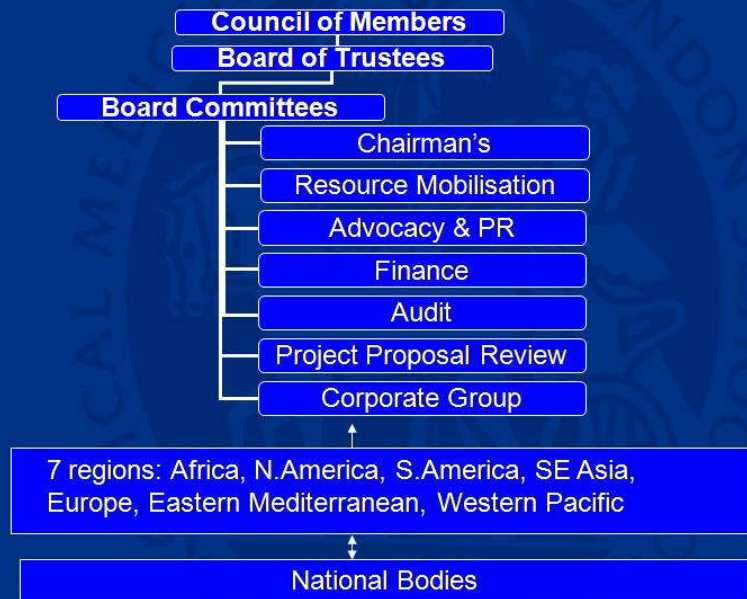 Council of Members
Board of Trustees
Board Committees
Chairman's
Resource Mobilisation
Advocacy & PR
Finance
Audit
Project Proposal Review
Corporate Group
7 regions: Africa, N.America, S.America, SE Asia,
Europe, Eastern Mediterranean, Western Pacific
National Bodies